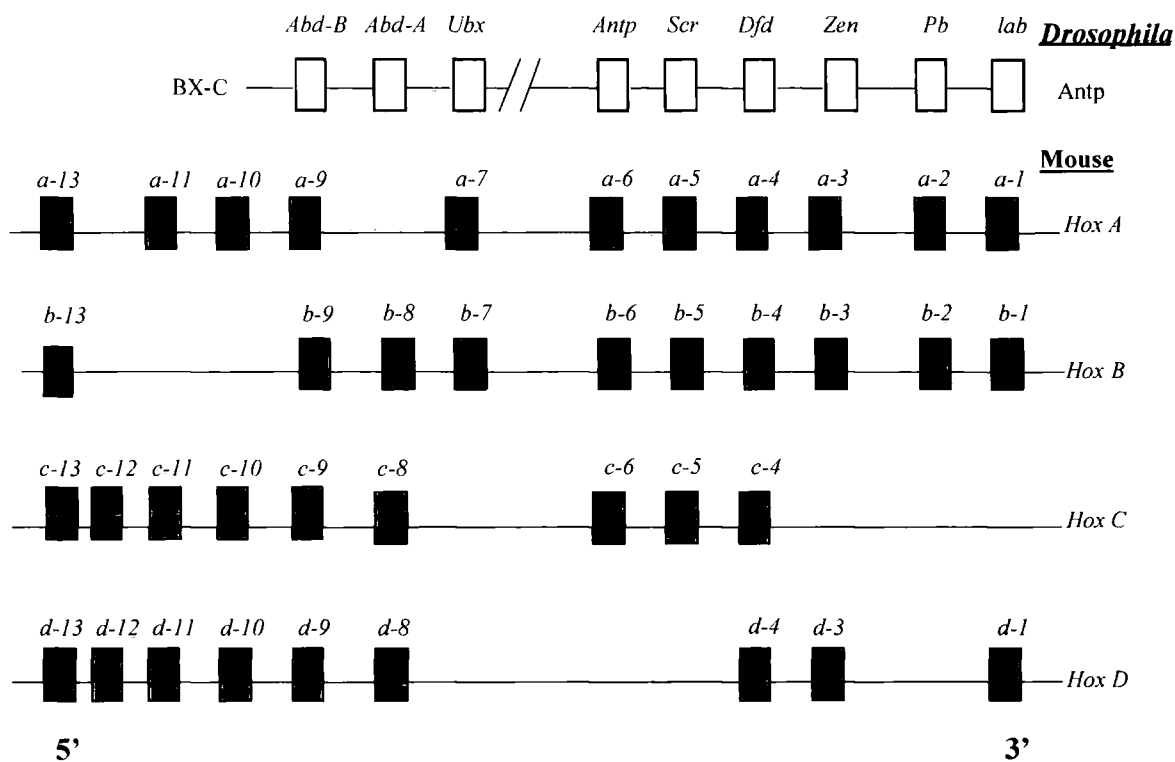 Abd-B Abd-A Ubx Antp Scr Dfd Zen Pb lab Drosophila
BX-C Antp
Mouse
a-13 a-11 a-10 a-9 a-7 a-6 a-5 a-4 a-3 a-2 a-1
Hox A
b-13 b-9 b-8 b-7 b-6 b-5 b-4 b-3 b-2 b-1
Hox B
c-13 c-12 c-11 c-10 c-9 c-8 c-6 c-5 c-4
Hox C
d-13 d-12 d-11 d-10 d-9 d-8 d-4 d-3 d-1
Hox D
5’ 3’